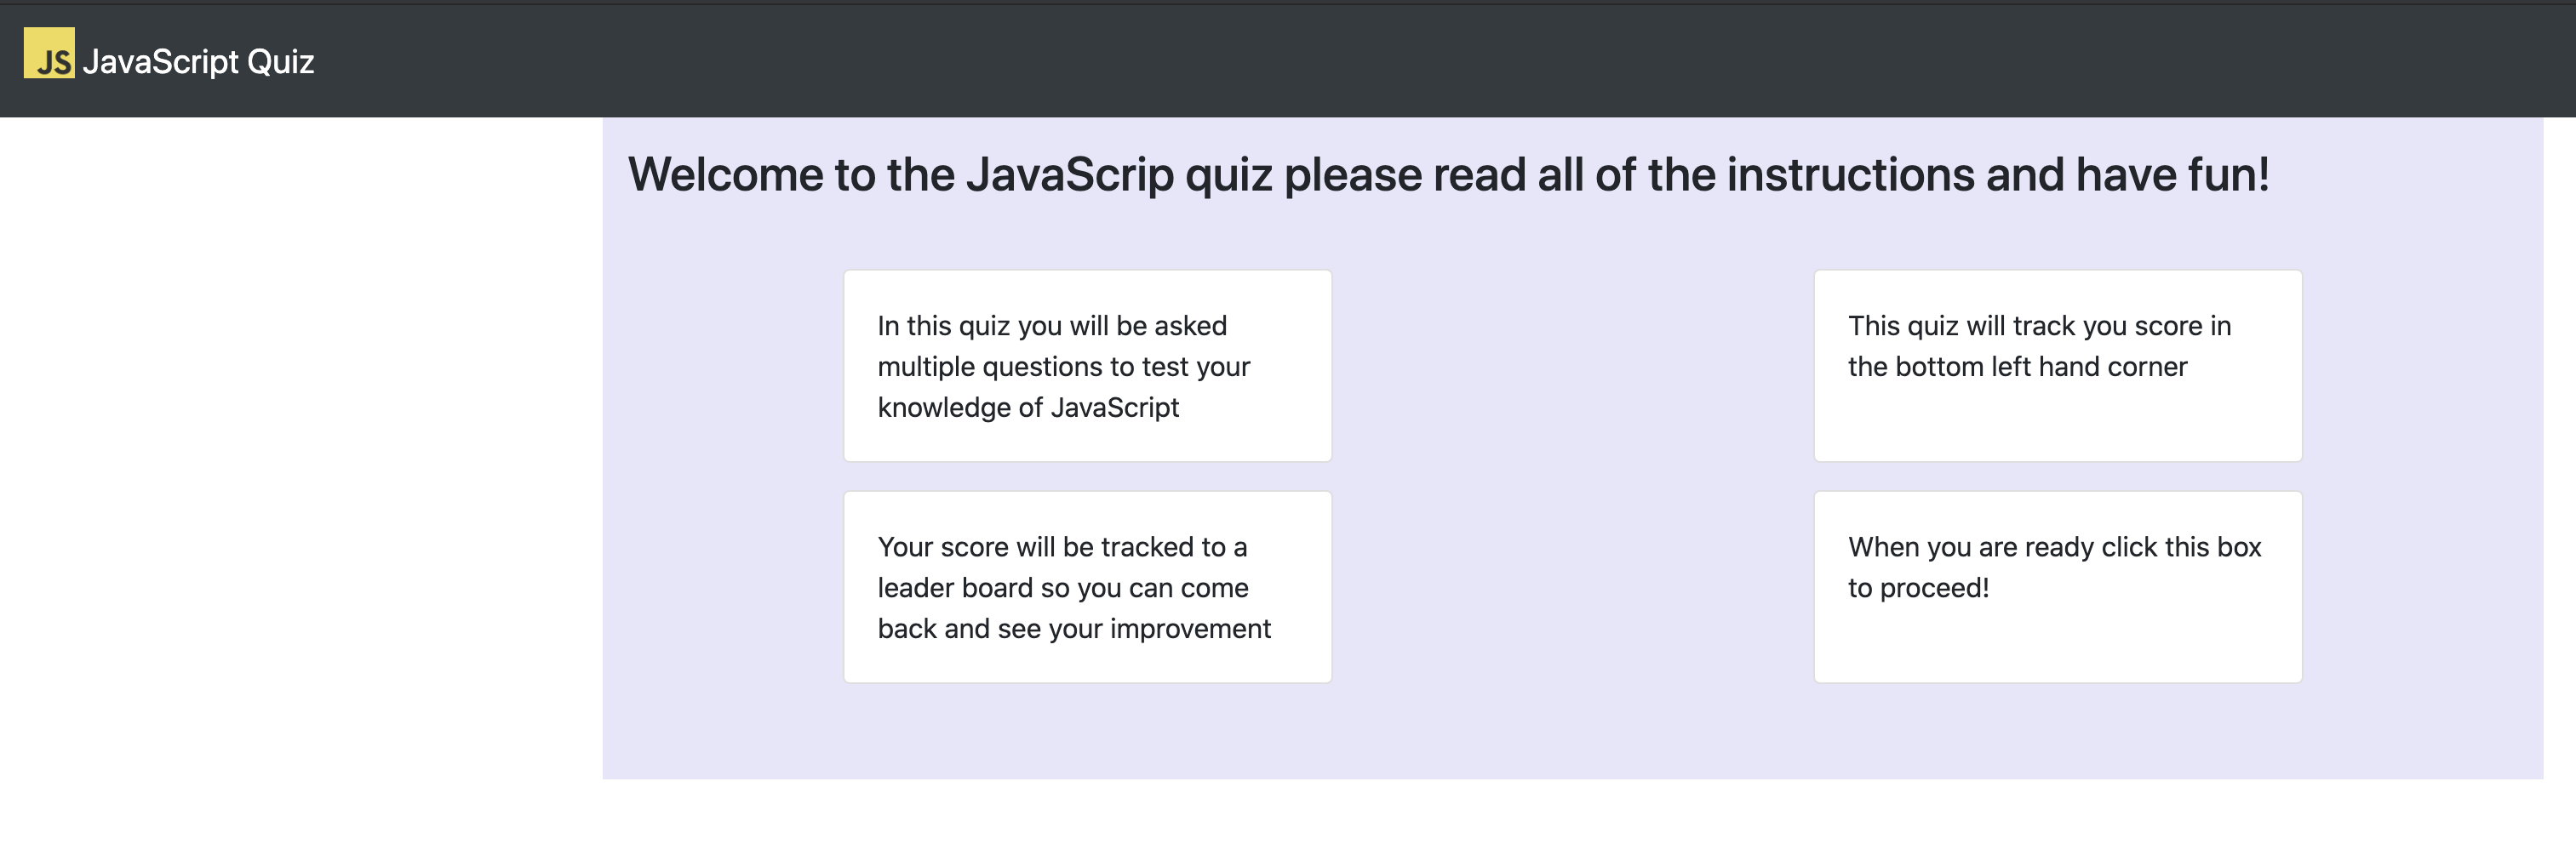 JS JavaScript Quiz
Welcome to the JavaScrip quiz please read all of the instructions and have fun!
In this quiz you will be asked
multiple questions to test your
knowledge of JavaScript
This quiz will track you score in
the bottom left hand corner
Your score will be tracked to a
leader board so you can come
back and see your improvement
When you are ready click this box
to proceed!